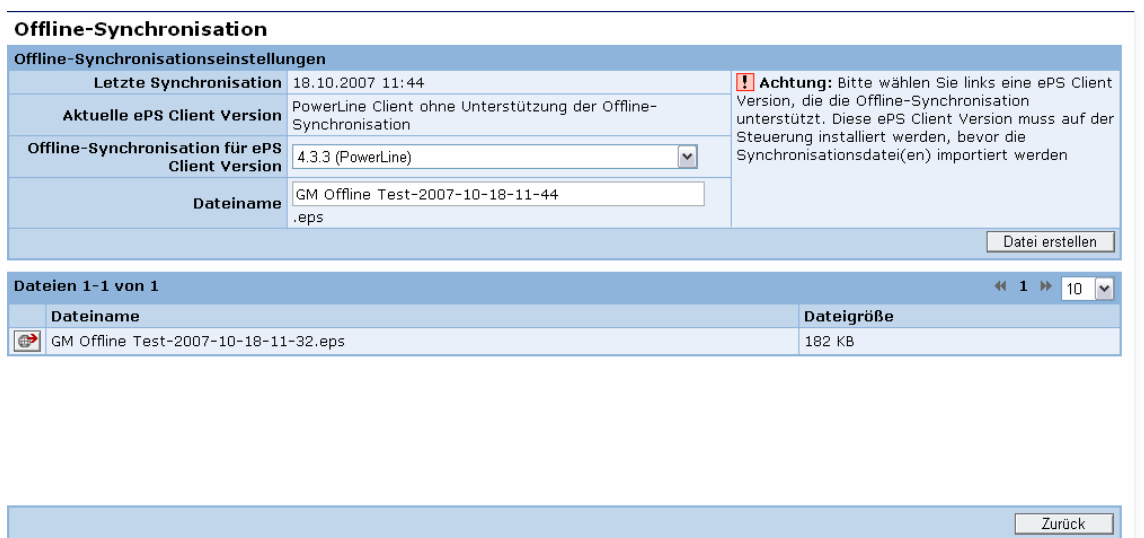 Offline-Synchronisation
Offline-Synchronisationseinstellungen
Letzte Synchronisation 18.10.2007 11:44
Aktuelle ePS Client Version PowerLine Client ohne Unterstützung der Offline-
Synchronisation
Offline-Synchronisation für ePS
Client Version 4.3.3 (PowerLine)
Dateiname GM Offline Test-2007-10-18-11-44
.eps
! Achtung: Bitte wählen Sie links eine ePS Client
Version, die die Offline-Synchronisation
unterstützt. Diese ePS Client Version muss auf der
Steuerung installiert werden, bevor die
Synchronisationsdatei(en) importiert werden
Datei erstellen
Dateien 1-1 von 1 1 10
Dateiname Dateigröße
GM Offline Test-2007-10-18-11-32.eps 182 KB
Zurück